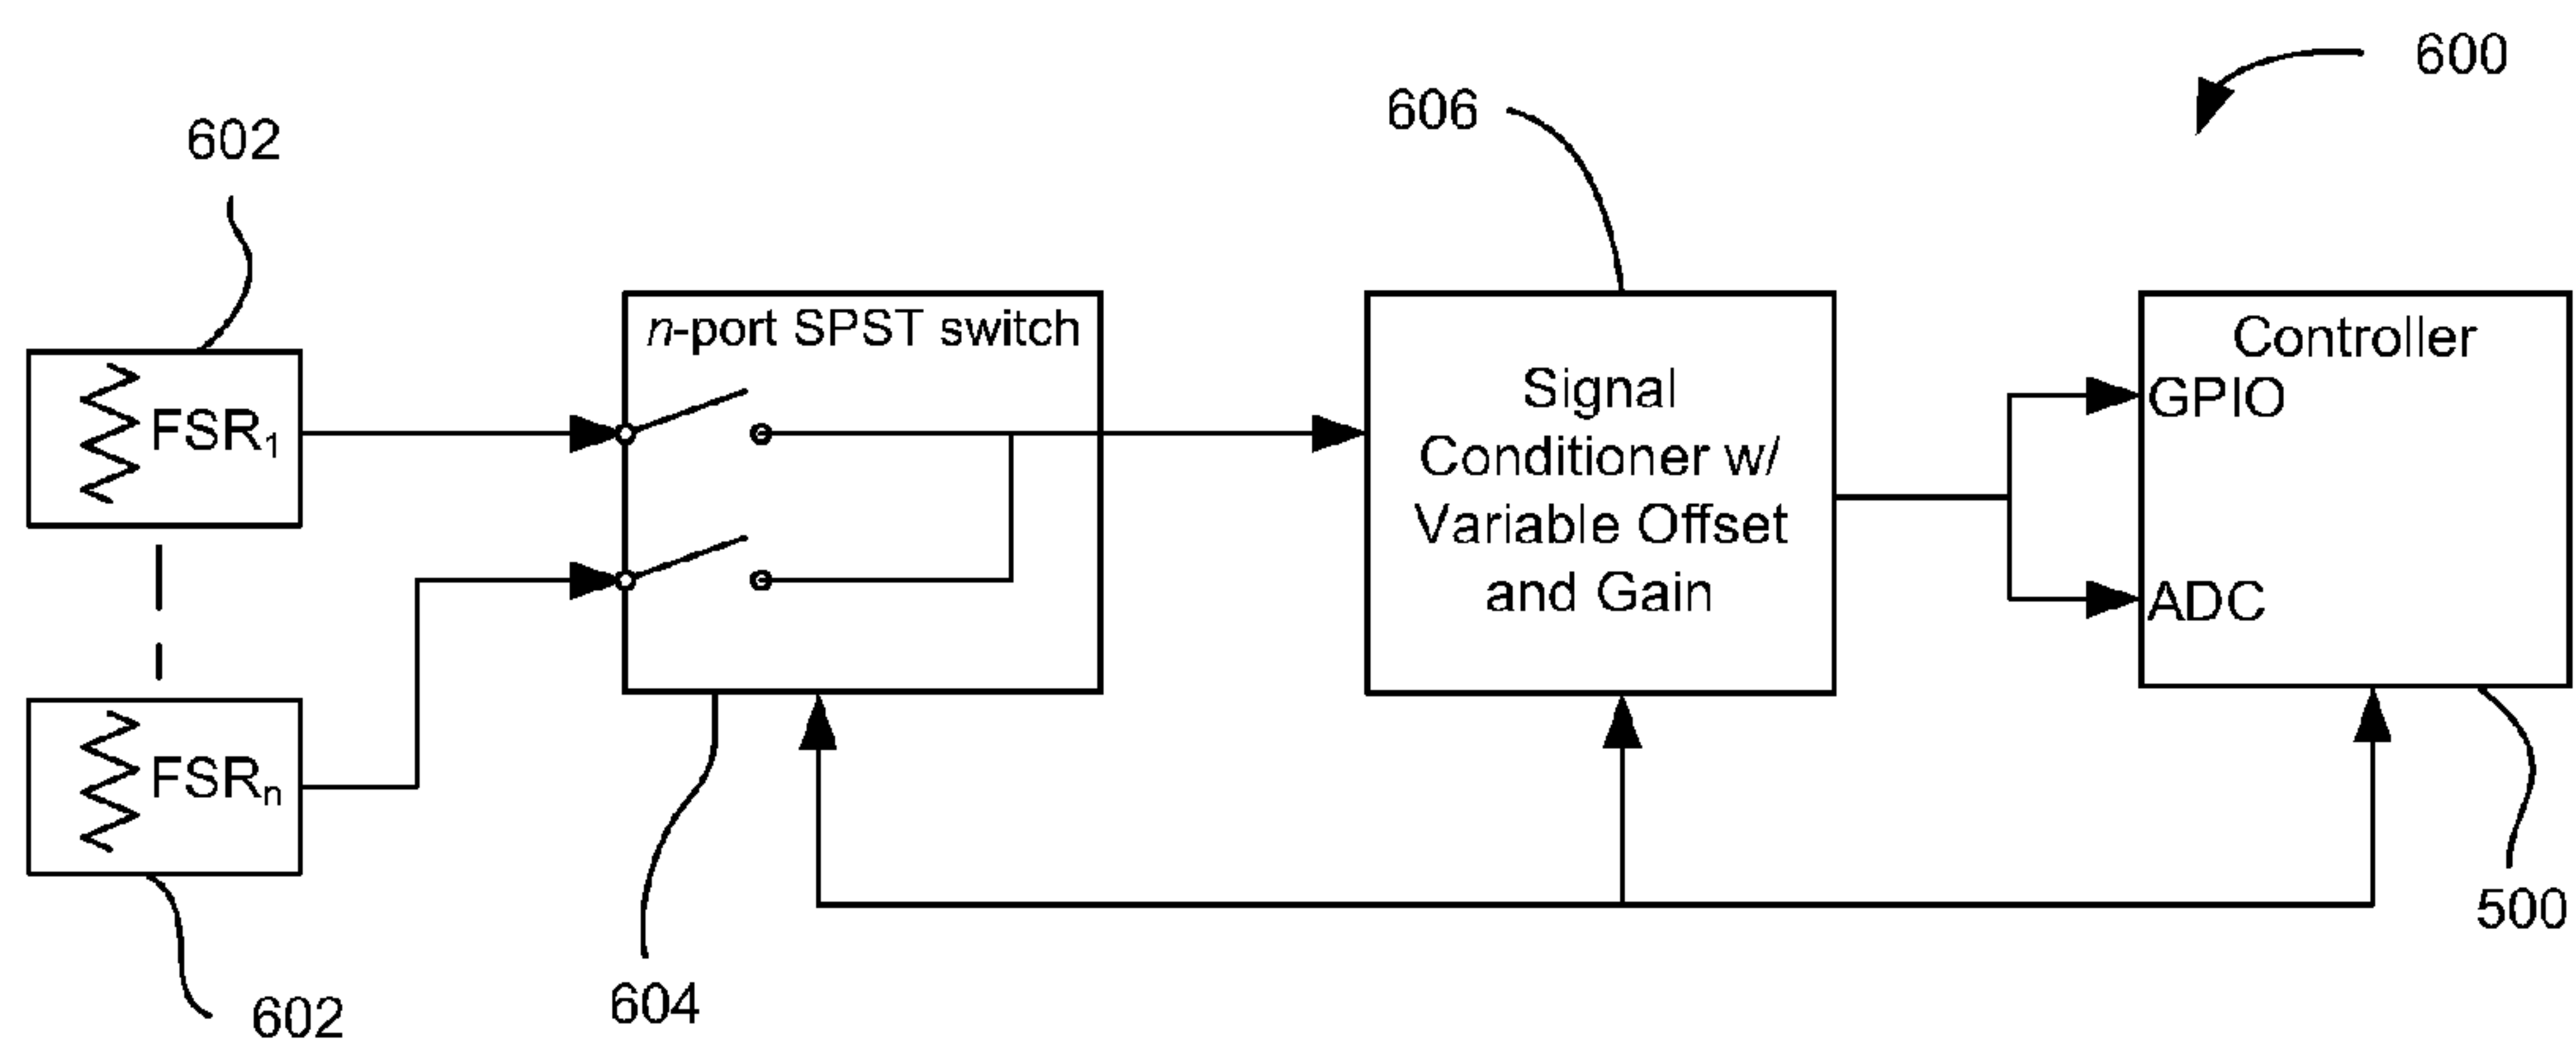 600
606
602
n-port SPST switch
Controller
GPIO
Signal
Conditioner w/
Variable Offset
and Gain
FSR1
ADC
FSRn
500
604
602